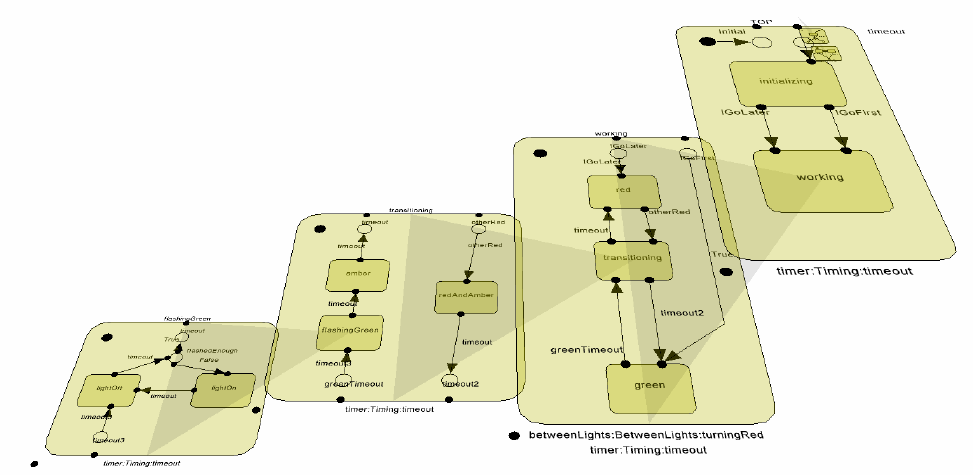 TOP
Initial
timeout
initializing
IGoLater
IGoFirst
working
timer:Timing:timeout
working
IGoLater
IGoLater
IGoFirst
red
otherRed
timeout
transitioning
True
timeout2
greenTimeout
green
betweenLights:BetweenLights:turningRed
timer:Timing:timeout
transitioning
timeout
otherRed
timeout
otherRed
amber
redAndAmber
timeout
flashingGreen
timeout
timeout3
greenTimeout
timeout2
timer:Timing:timeout
flashingGreen
timeout
True
flashedEnough
timeout
False
lightOff
lightOn
timeout
timeout3
timeout3
timer:Timing:timeout